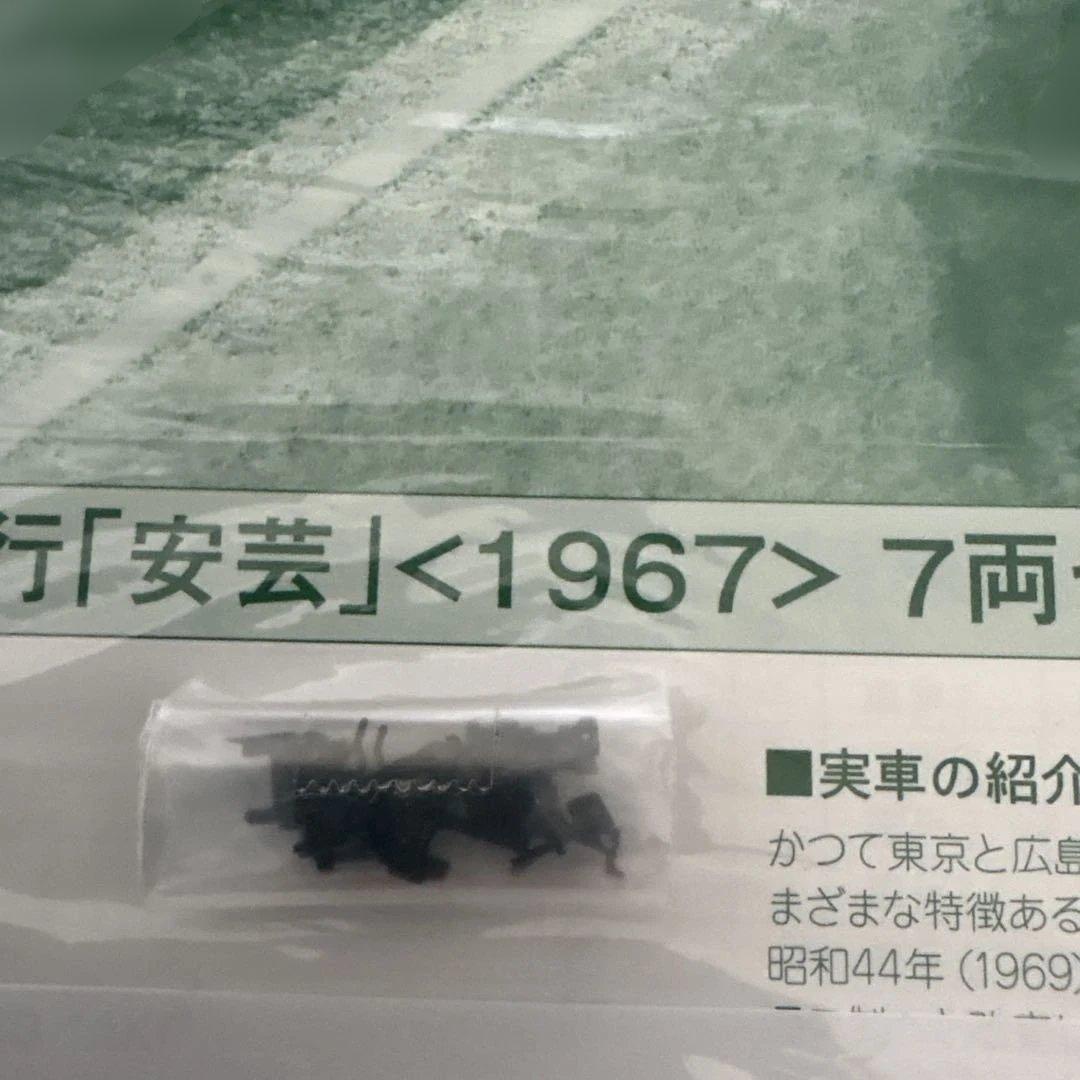 行「安芸」<1967> 7両
■実車の紹介
かつて東京と広島
まざまな特徴ある
昭和44年（1969）